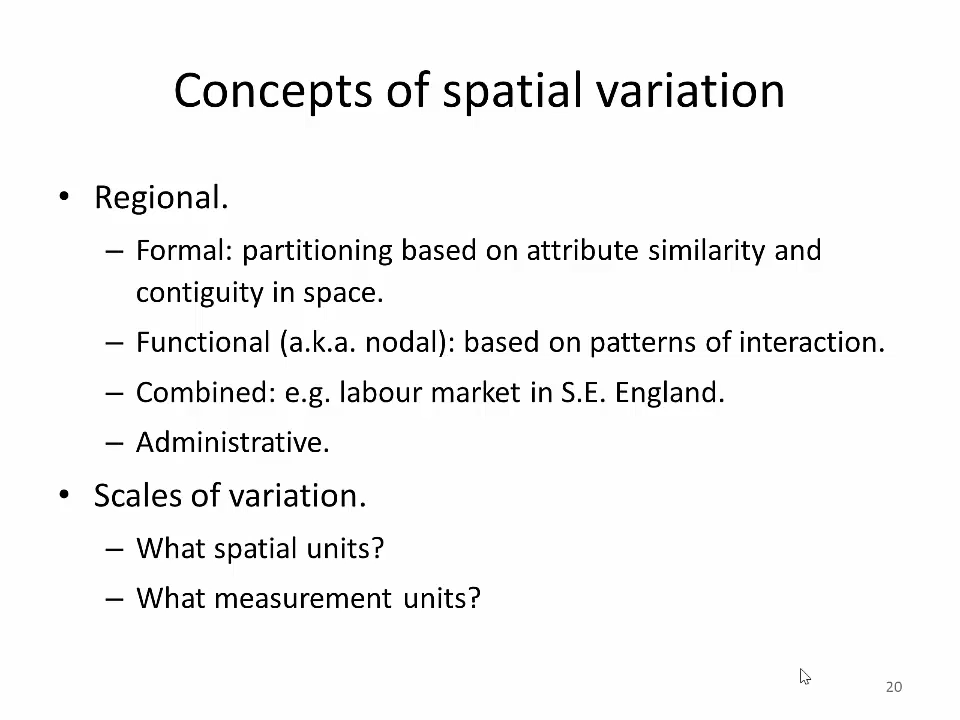 Concepts of spatial variation
• Regional.
– Formal: partitioning based on attribute similarity and
contiguity in space.
– Functional (a.k.a. nodal): based on patterns of interaction.
– Combined: e.g. labour market in S.E. England.
– Administrative.
• Scales of variation.
– What spatial units?
– What measurement units?
20